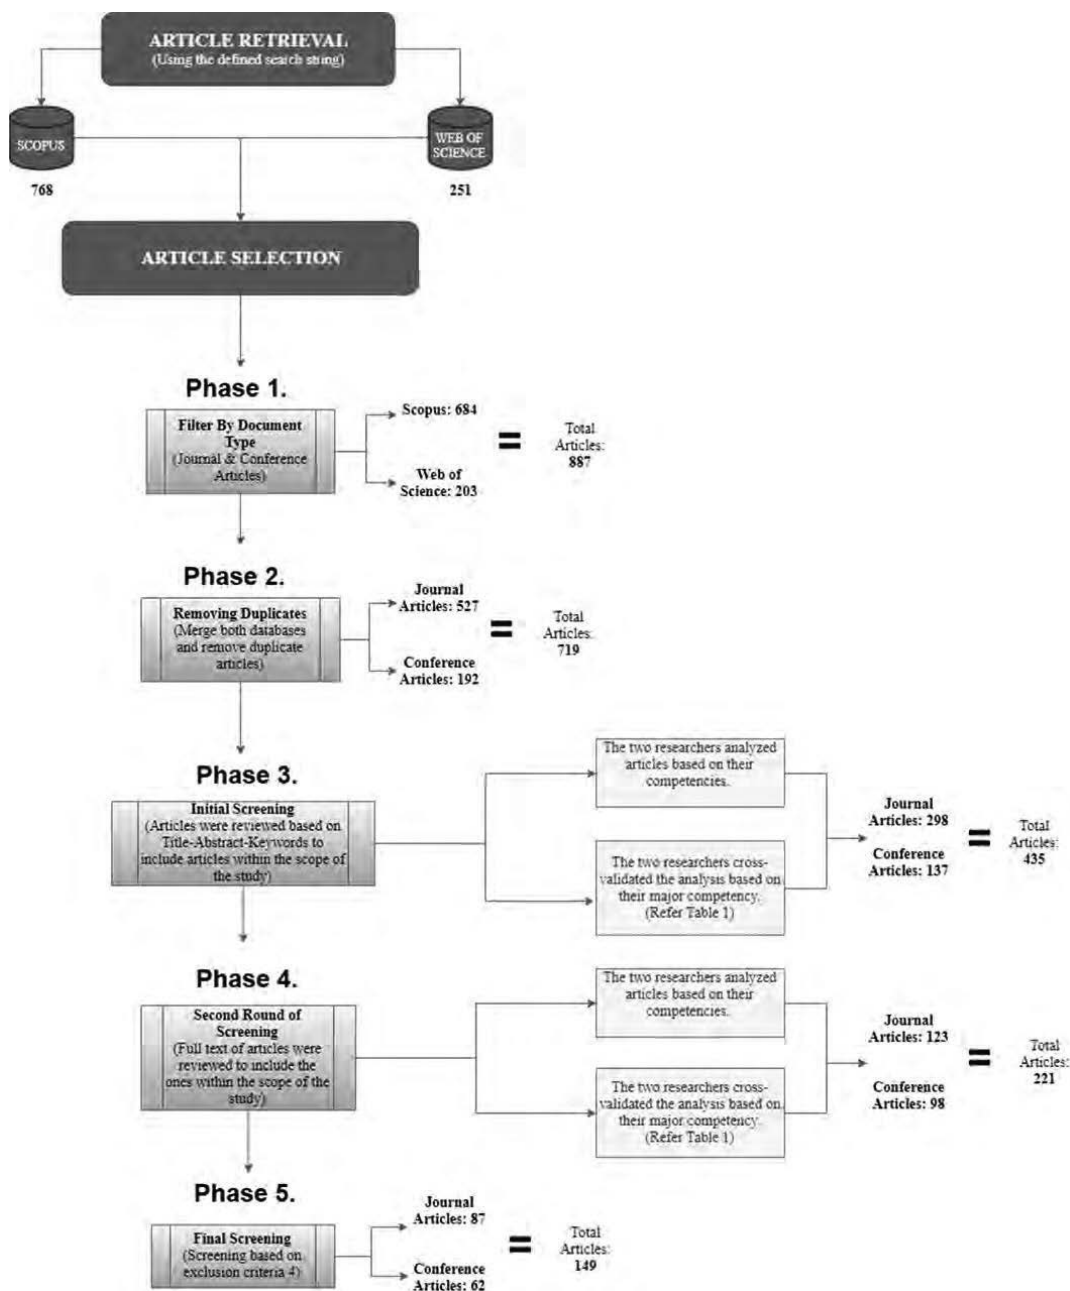 ARTICLE RETRIEVAL
(Using the defined search string)
SCOPUS
WEB OF
SCIENCE
768
251
ARTICLE SELECTION
Phase 1.
Filter By Document
Type
(Journal & Conference
Articles)
Scopus: 684
Web of
Science: 203
=
Total
Articles:
887
Phase 2.
Removing Duplicates
(Merge both databases
and remove duplicate
articles)
Journal
Articles: 527
Conference
Articles: 192
=
Total
Articles:
719
Phase 3.
Initial Screening
(Articles were reviewed based on
Title-Abstract-Keywords to
include articles within the scope of
the study)
The two researchers analyzed
articles based on their
competencies.
The two researchers cross-
validated the analysis based on
their major competency.
(Refer Table 1)
Journal
Articles: 298
Conference
Articles: 137
=
Total
Articles:
435
Phase 4.
Second Round of
Screening
(Full text of articles were
reviewed to include the
ones within the scope of the
study)
The two researchers analyzed
articles based on their
competencies.
The two researchers cross-
validated the analysis based on
their major competency.
(Refer Table 1)
Journal
Articles: 123
Conference
Articles: 98
=
Total
Articles:
221
Phase 5.
Final Screening
(Screening based on
exclusion criteria 4)
Journal
Articles: 87
Conference
Articles: 62
=
Total
Articles:
149